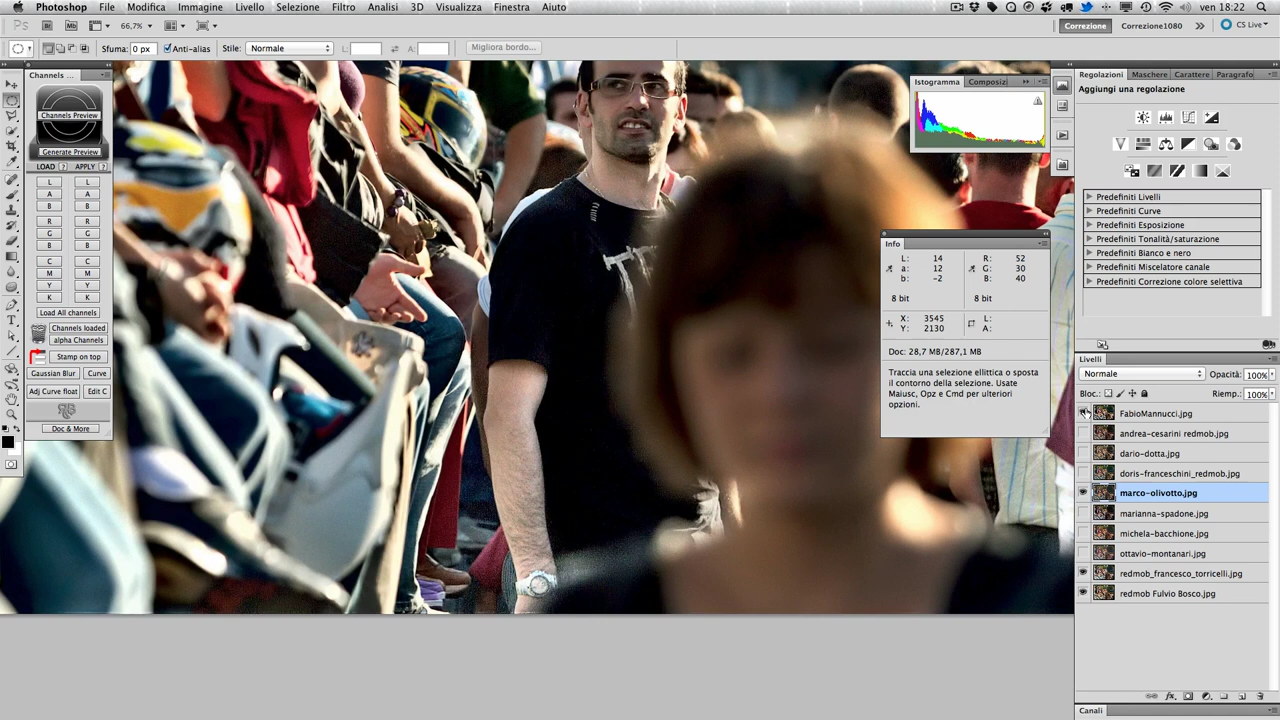 Photoshop File Modifica Immagine Livello Selezione Filtro Analisi 3D Visualizza Finestra Aiuto ven 18:22
Ps Br Mb 66,7% Correzione Correzione1080 CS Live
Sfuma: 0 px Anti-alias Stile: Normale L: A: Migliora bordo...
Channels ...
Channels Preview
Generate Preview
LOAD ? APPLY ?
L L
A A
B B
R R
G G
B B
C C
M M
Y Y
K K
Load All channels
Channels loaded
alpha Channels
Stamp on top
Gaussian Blur Curve
Adj Curve float Edit C
Doc & More
Istogramma Composizi
Info
L: 14 R: 52
a: 12 G: 30
b: -2 B: 40
8 bit 8 bit
X: 3545 L:
Y: 2130 A:
Doc: 28,7 MB/287,1 MB
Traccia una selezione ellittica o sposta
il contorno della selezione. Usate
Maiusc, Opz e Cmd per ulteriori
opzioni.
Regolazioni Maschere Carattere Paragrafo
Aggiungi una regolazione
Predefiniti Livelli
Predefiniti Curve
Predefiniti Esposizione
Predefiniti Tonalità/saturazione
Predefiniti Bianco e nero
Predefiniti Miscelatore canale
Predefiniti Correzione colore selettiva
Livelli
Normale Opacità: 100%
Bloc.: Riemp.: 100%
FabioMannucci.jpg
andrea-cesarini redmob.jpg
dario-dotta.jpg
doris-franceschini_redmob.jpg
marco-olivotto.jpg
marianna-spadone.jpg
michela-bacchione.jpg
ottavio-montanari.jpg
redmob_francesco_torricelli.jpg
redmob Fulvio Bosco.jpg
Canali